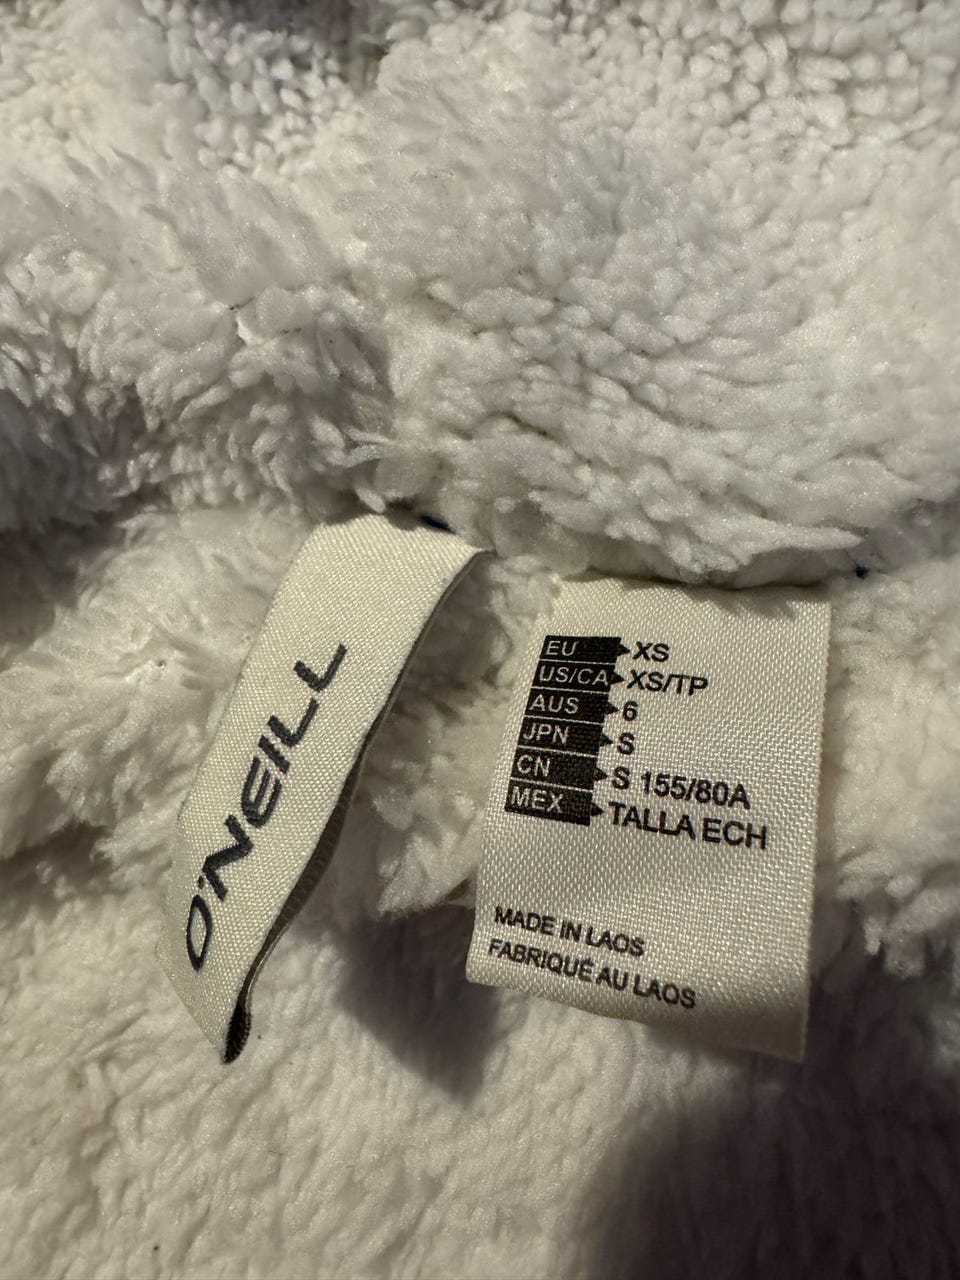 O'NEILL
EU XS
US/CA XS/TP
AUS 6
JPN S
CN S 155/80A
MEX TALLA ECH
MADE IN LAOS
FABRIQUÉ AU LAOS